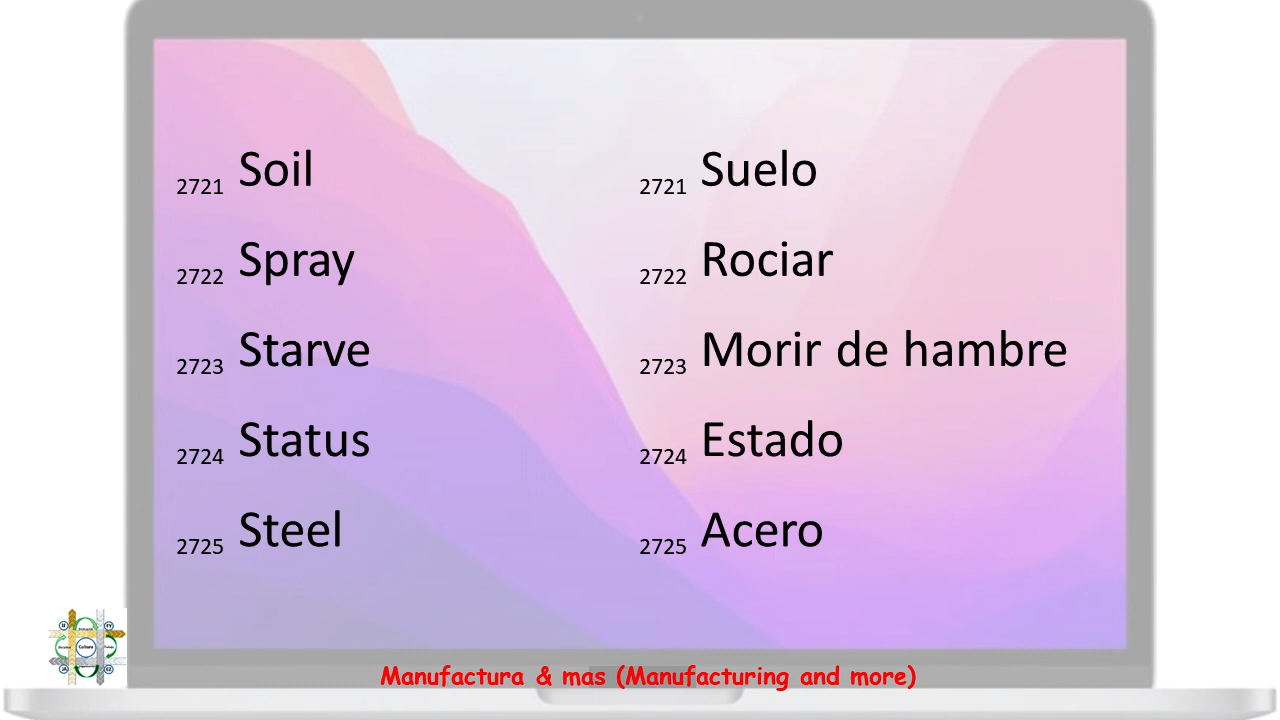 2721 Soil
2722 Spray
2723 Starve
2724 Status
2725 Steel
2721 Suelo
2722 Rociar
2723 Morir de hambre
2724 Estado
2725 Acero
Cultura
Manufactura & mas (Manufacturing and more)